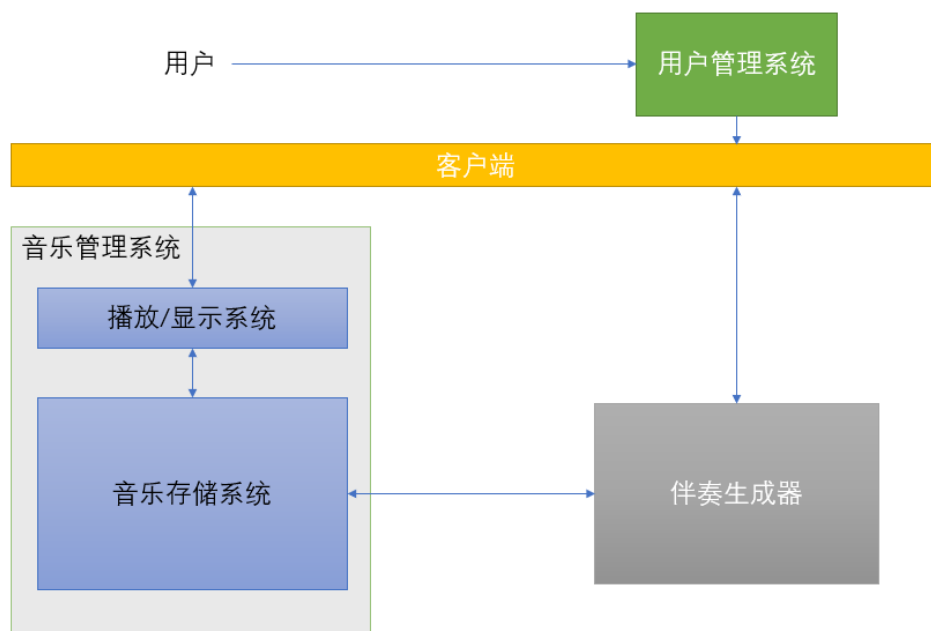 用户
用户管理系统
客户端
音乐管理系统
播放/显示系统
音乐存储系统
伴奏生成器